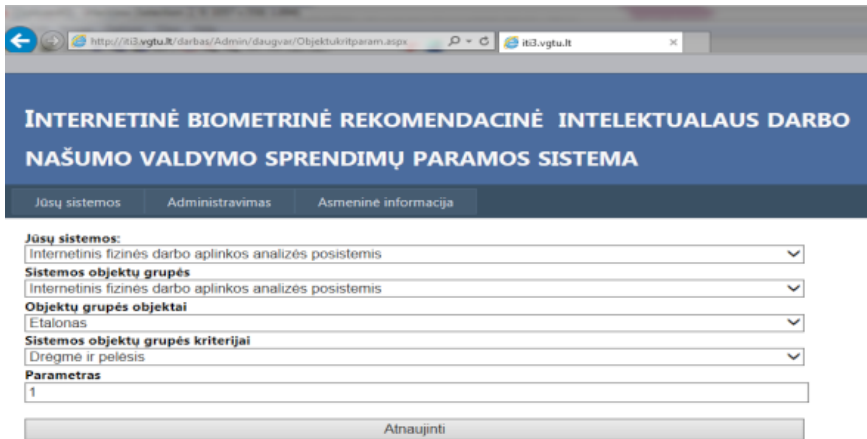 http://iti3.vgtu.lt/darbas/Admin/daugvar/Objektukritparam.aspx
iti3.vgtu.lt
INTERNETINĖ BIOMETRINĖ REKOMENDACINĖ INTELEKTUALAUS DARBO
NAŠUMO VALDYMO SPRENDIMŲ PARAMOS SISTEMA
Jūsų sistemos Administravimas Asmeninė informacija
Jūsų sistemos:
Internetinis fizinės darbo aplinkos analizės posistemis
Sistemos objektų grupės
Internetinis fizinės darbo aplinkos analizės posistemis
Objektų grupės objektai
Etalonas
Sistemos objektų grupės kriterijai
Drėgmė ir pelėsis
Parametras
1
Atnaujinti